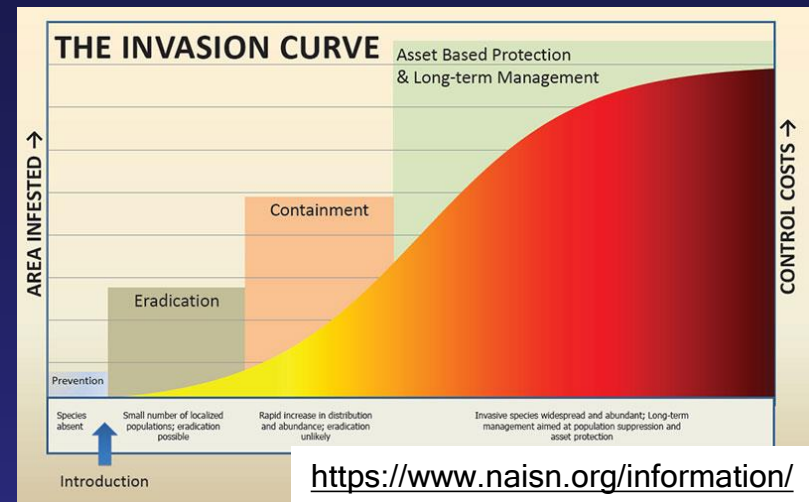 THE INVASION CURVE
Asset Based Protection
& Long-term Management
AREA INFESTED →
CONTROL COSTS →
Containment
Eradication
Prevention
Species
absent
Small number of localized
populations; eradication
possible
Rapid increase in distribution
and abundance; eradication
unlikely
Invasive species widespread and abundant; Long-term
management aimed at population suppression and
asset protection
Introduction
https://www.naisn.org/information/